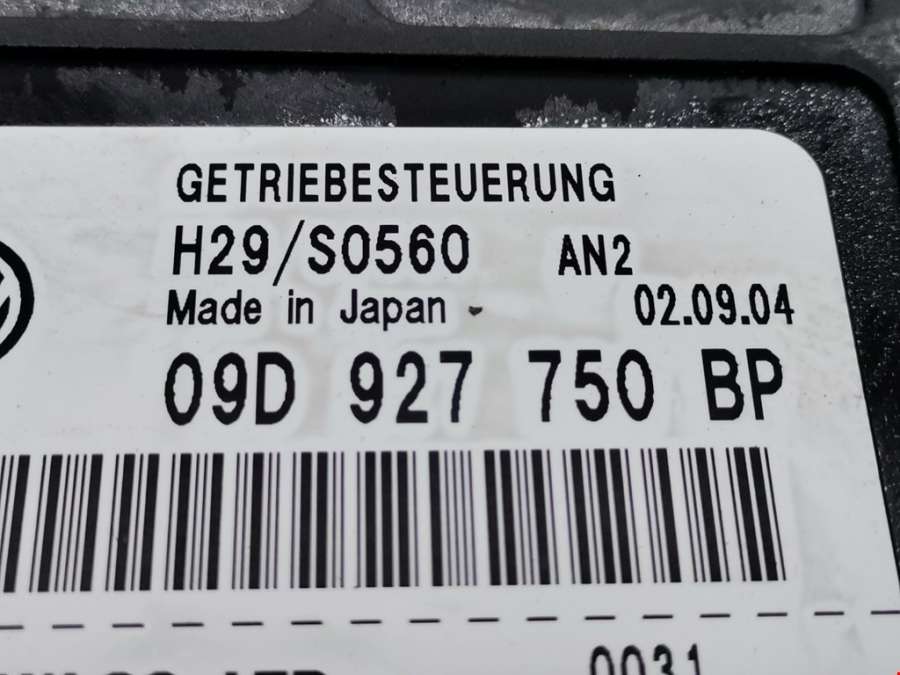 GETRIEBESTEUERUNG
H29/S0560 AN2
Made in Japan 02.09.04
09D 927 750 BP
0031